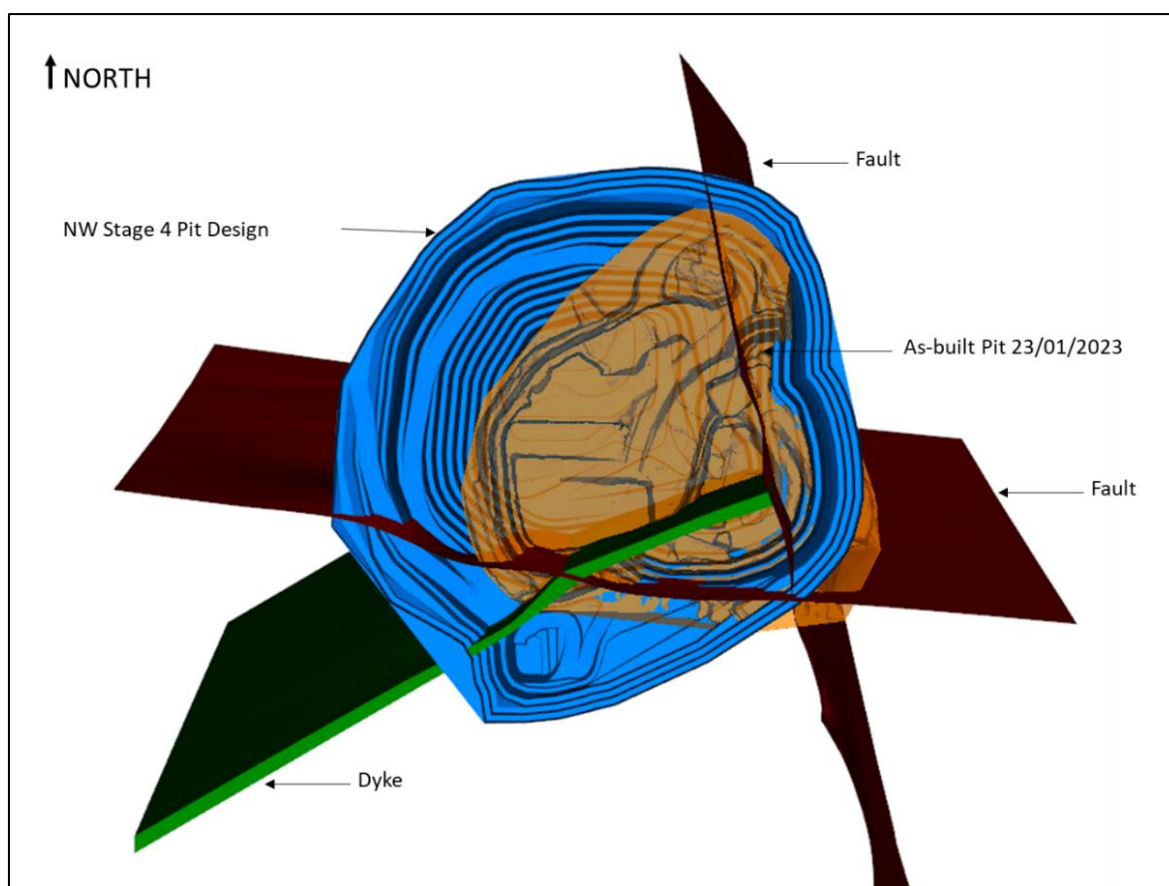 NORTH
Fault
NW Stage 4 Pit Design
As-built Pit 23/01/2023
Fault
Dyke